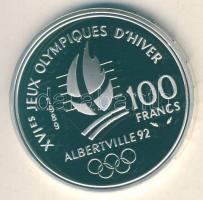 XVIES JEUX OLYMPIQUES D'HIVER
1989
100
FRANCS
ALBERTVILLE 92